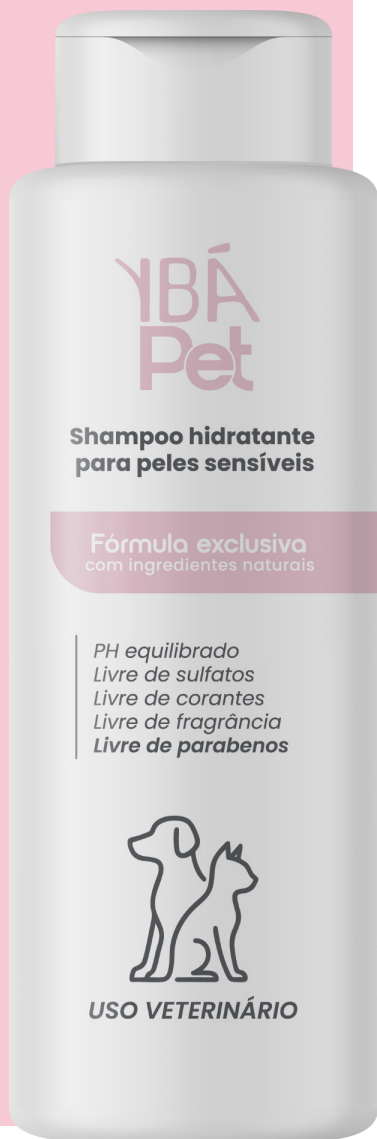 YBÁ
Pet
Shampoo hidratante
para peles sensíveis
Fórmula exclusiva
com ingredientes naturais
PH equilibrado
Livre de sulfatos
Livre de corantes
Livre de fragrância
Livre de parabenos
USO VETERINÁRIO